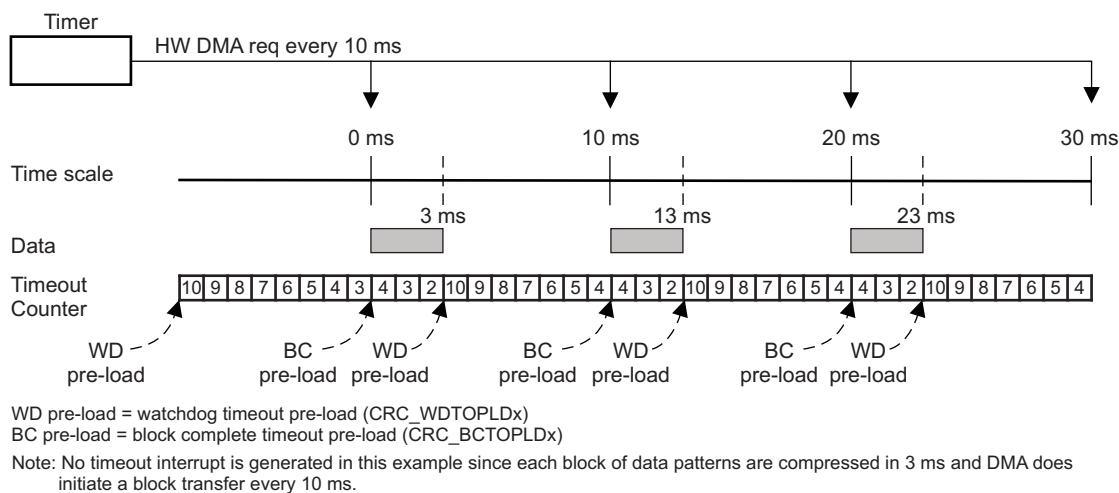 Timer
HW DMA req every 10 ms
0 ms 10 ms 20 ms 30 ms
Time scale
3 ms 13 ms 23 ms
Data
Timeout Counter
10 9 8 7 6 5 4 3 4 3 2 10 9 8 7 6 5 4 4 3 2 10 9 8 7 6 5 4 4 3 2 10 9 8 7 6 5 4
WD pre-load
BC pre-load
WD pre-load
BC pre-load
WD pre-load
BC pre-load
WD pre-load
WD pre-load = watchdog timeout pre-load (CRC_WDTOPLDx)
BC pre-load = block complete timeout pre-load (CRC_BCTOPLDx)
Note: No timeout interrupt is generated in this example since each block of data patterns are compressed in 3 ms and DMA does
initiate a block transfer every 10 ms.